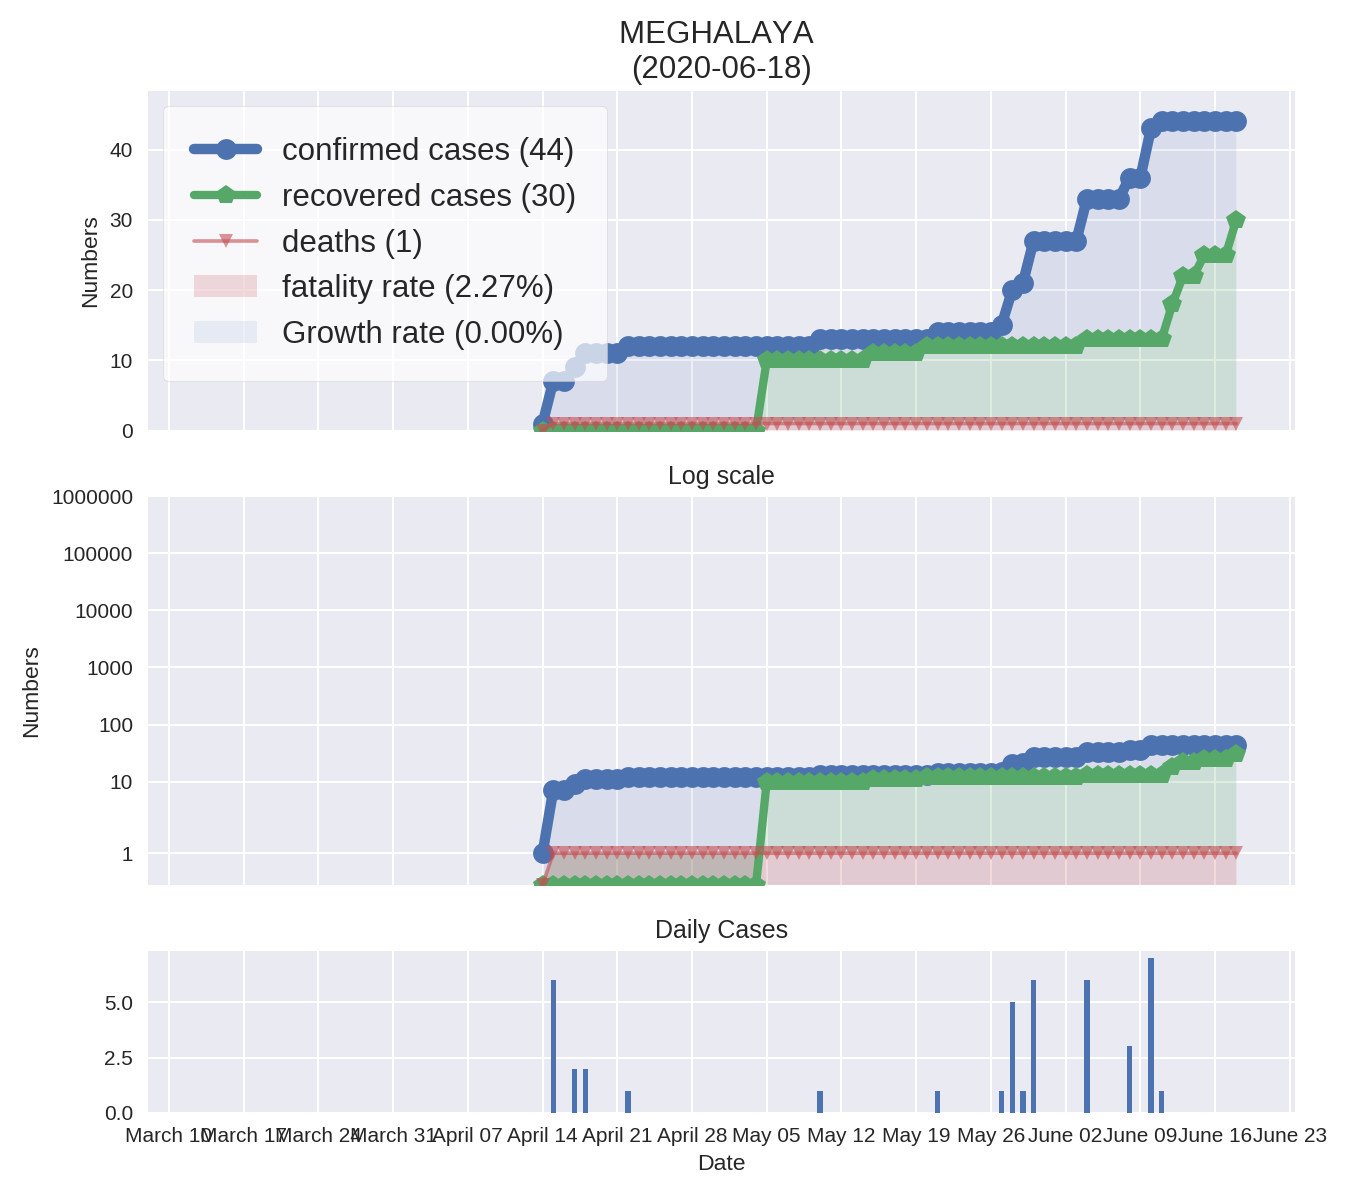 MEGHALAYA
(2020-06-18)
confirmed cases (44)
recovered cases (30)
deaths (1)
fatality rate (2.27%)
Growth rate (0.00%)
Numbers
40
30
20
10
0
Log scale
Numbers
1000000
100000
10000
1000
100
10
1
Daily Cases
5.0
2.5
0.0
March 10 March 17 March 24 March 31 April 07 April 14 April 21 April 28 May 05 May 12 May 19 May 26 June 02 June 09 June 16 June 23
Date